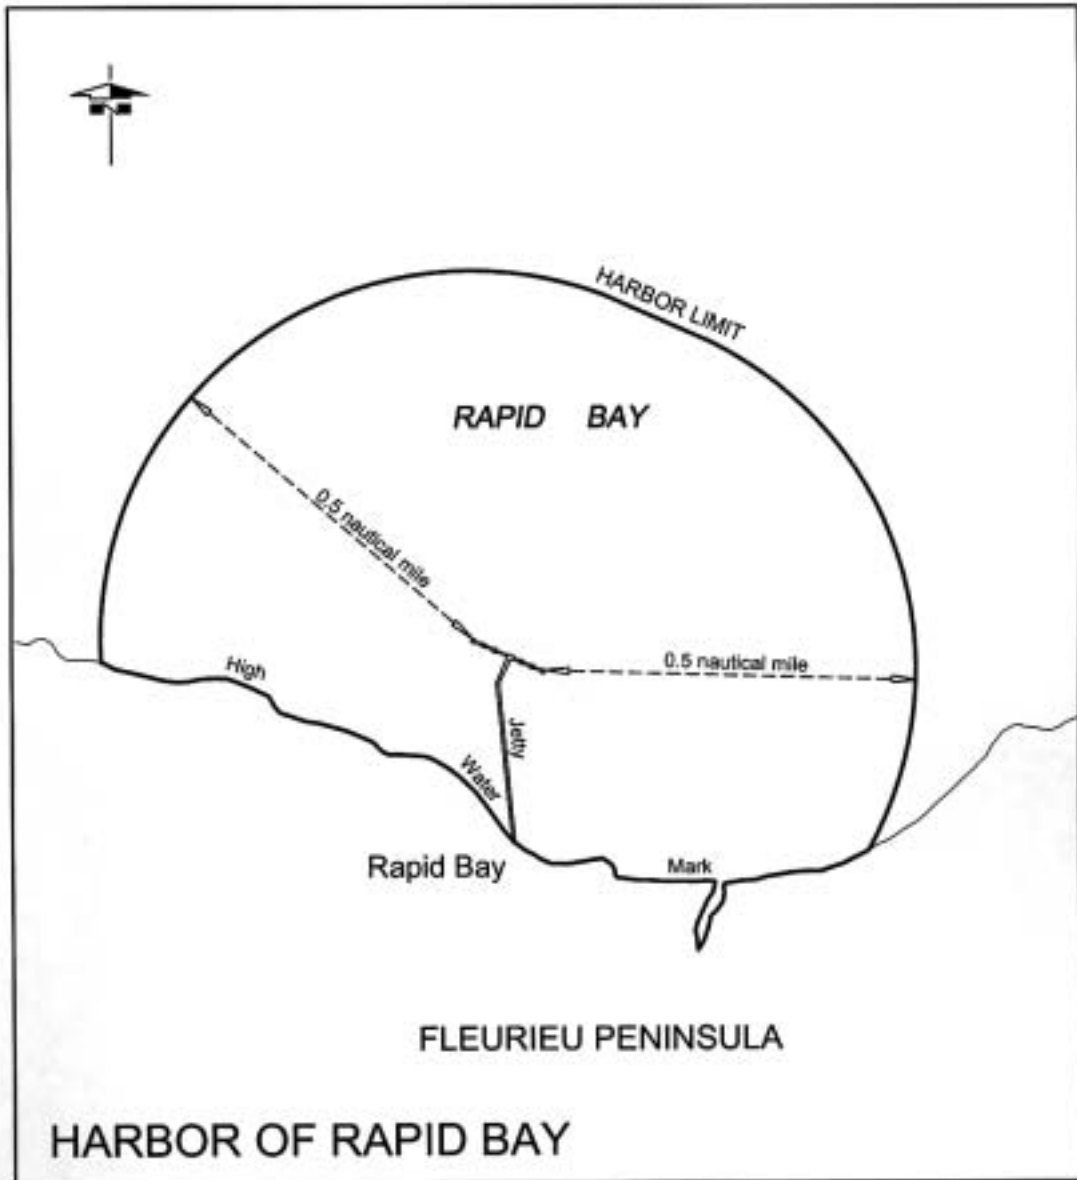 N
HARBOR LIMIT
RAPID BAY
0.5 nautical mile
0.5 nautical mile
High
Jetty
Water
Rapid Bay
Mark
FLEURIEU PENINSULA
HARBOR OF RAPID BAY